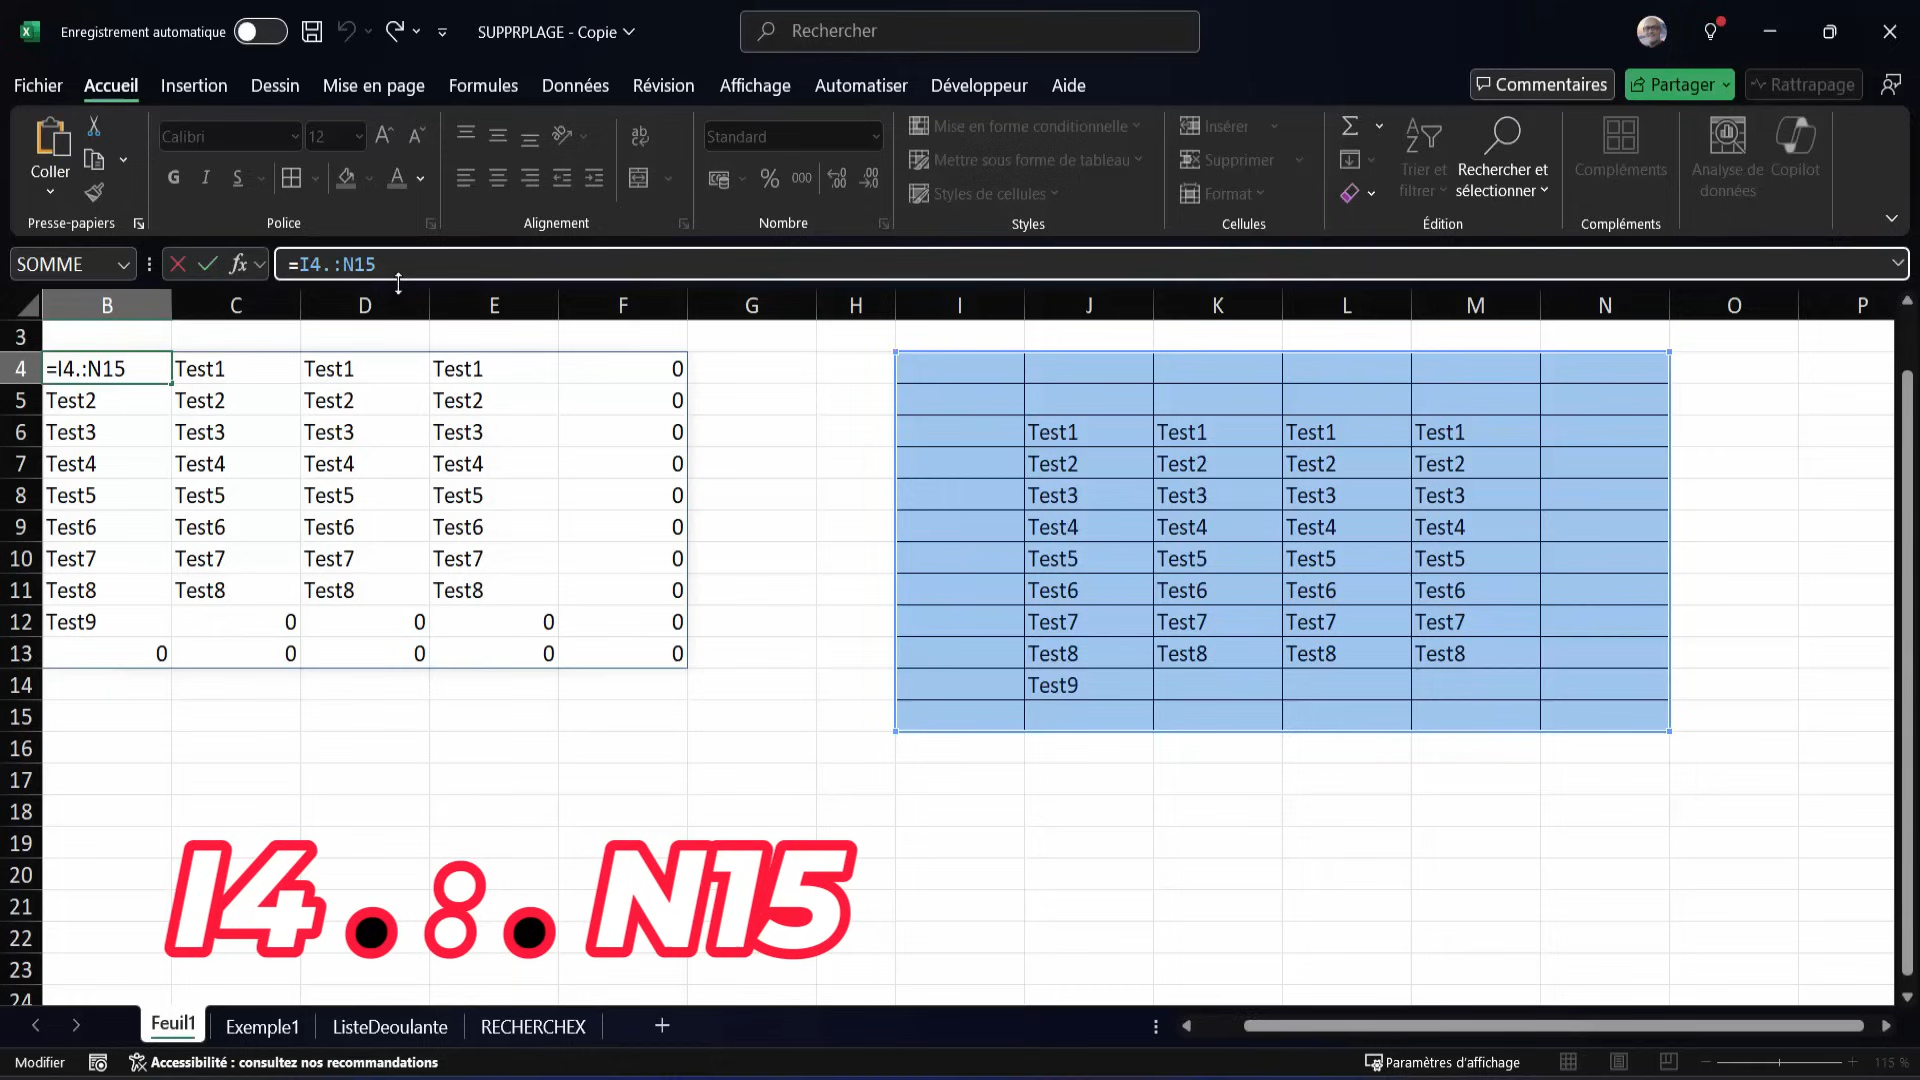 Enregistrement automatique
SUPPRPLAGE - Copie
Rechercher
Fichier Accueil Insertion Dessin Mise en page Formules Données Révision Affichage Automatiser Développeur Aide
Commentaires Partager Rattrapage
Coller
Presse-papiers
Calibri 12
G I S
Police
ab
Alignement
Standard
% 000
Nombre
Mise en forme conditionnelle
Mettre sous forme de tableau
Styles de cellules
Styles
Insérer
Supprimer
Format
Cellules
Trier et
filtrer
Rechercher et
sélectionner
Édition
Compléments
Compléments
Analyse de
données
Copilot
SOMME fx =I4.:N15
B C D E F G H I J K L M N O P
3
4 =I4.:N15 Test1 Test1 Test1 0
5 Test2 Test2 Test2 Test2 0
6 Test3 Test3 Test3 Test3 0 Test1 Test1 Test1 Test1
7 Test4 Test4 Test4 Test4 0 Test2 Test2 Test2 Test2
8 Test5 Test5 Test5 Test5 0 Test3 Test3 Test3 Test3
9 Test6 Test6 Test6 Test6 0 Test4 Test4 Test4 Test4
10 Test7 Test7 Test7 Test7 0 Test5 Test5 Test5 Test5
11 Test8 Test8 Test8 Test8 0 Test6 Test6 Test6 Test6
12 Test9 0 0 0 0 Test7 Test7 Test7 Test7
13 0 0 0 0 0 Test8 Test8 Test8 Test8
14 Test9
15
16
17
18
19
20
21
22
23
24
I4.:.N15
Feuil1 Exemple1 ListeDeoulante RECHERCHEX
Modifier Accessibilité : consultez nos recommandations Paramètres d'affichage 115 %